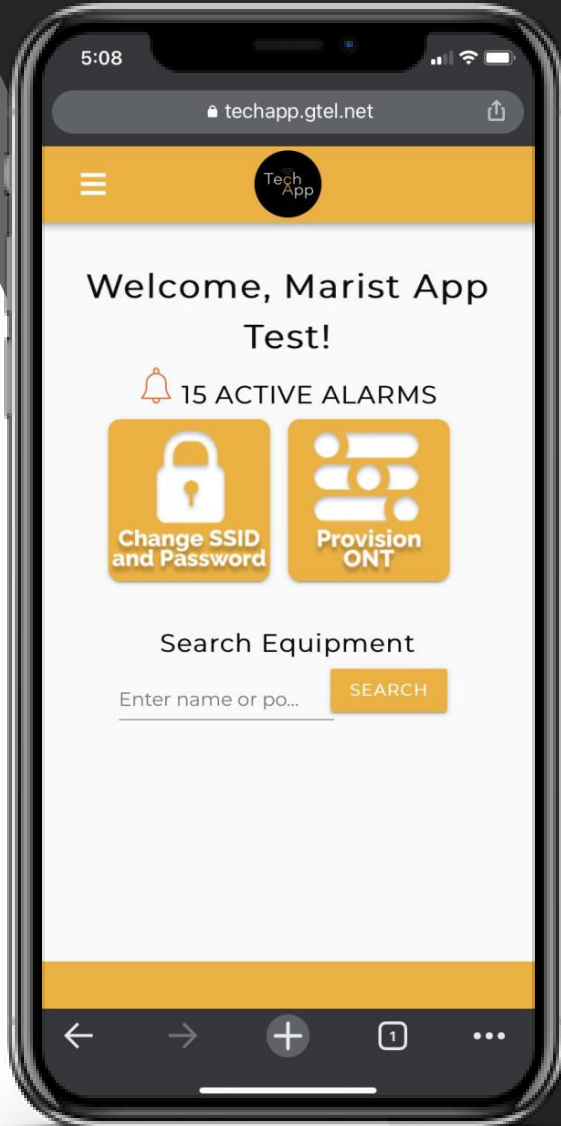 5:08
techapp.gtel.net
Tech
App
Welcome, Marist App
Test!
15 ACTIVE ALARMS
Change SSID
and Password
Provision
ONT
Search Equipment
Enter name or po...
SEARCH
1